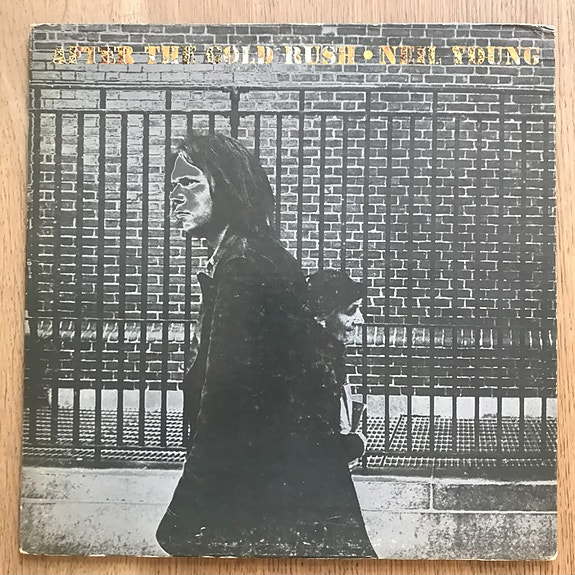 AFTER THE GOLD RUSH • NEIL YOUNG